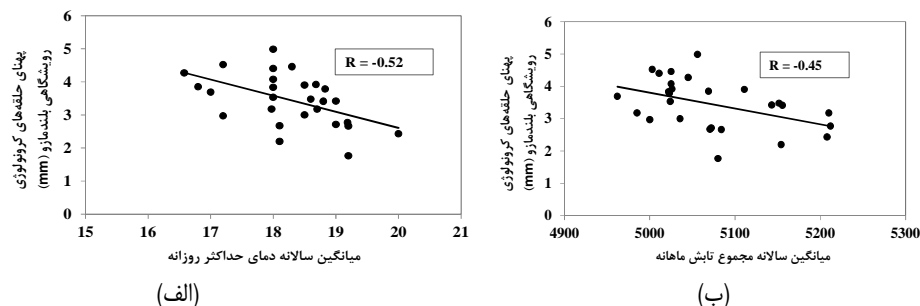 پهنای حلقه‌های کرونولوژی
رویشگاهی بلندمازو (mm)
6
5
4
3
2
1
0
R = -0.52
15 16 17 18 19 20 21
میانگین سالانه دمای حداکثر روزانه
(الف)
پهنای حلقه‌های کرونولوژی
رویشگاهی بلندمازو (mm)
6
5
4
3
2
1
0
R = -0.45
4900 5000 5100 5200 5300
میانگین سالانه مجموع تابش ماهانه
(ب)